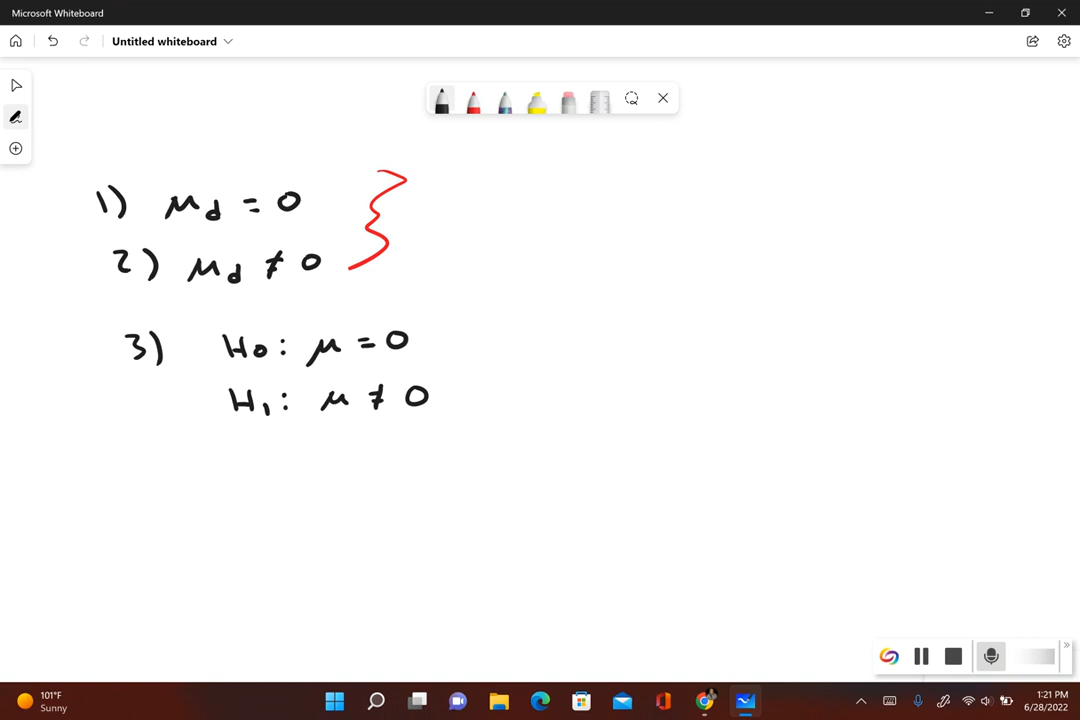 Microsoft Whiteboard
Untitled whiteboard
1) μd = 0
2) μd ≠ 0
3) H0: μ = 0
H1: μ ≠ 0
101°F
Sunny
1:21 PM
6/28/2022